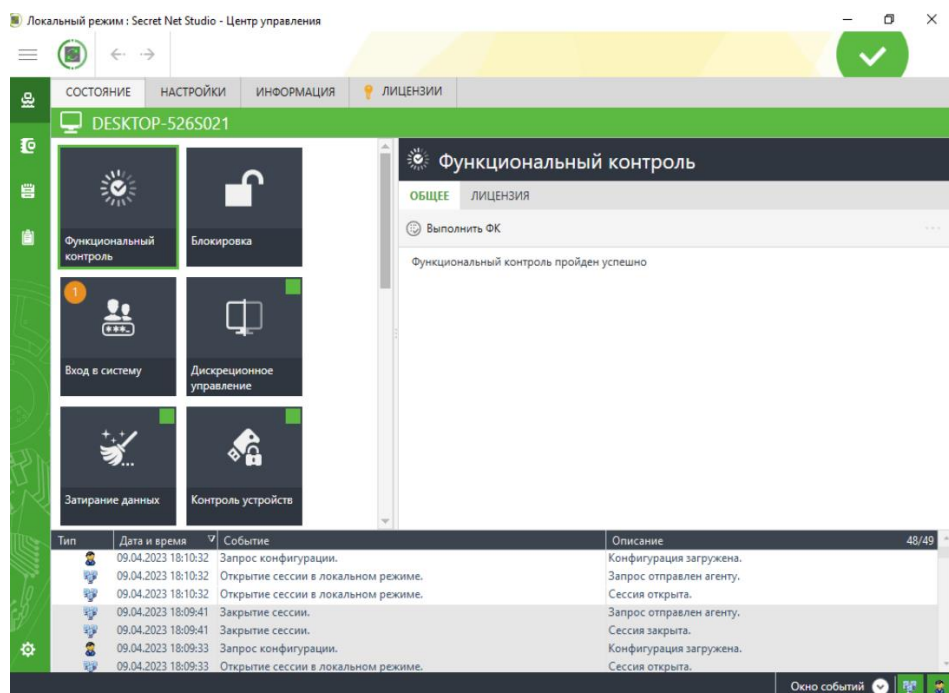 Локальный режим : Secret Net Studio - Центр управления
СОСТОЯНИЕ НАСТРОЙКИ ИНФОРМАЦИЯ ЛИЦЕНЗИИ
DESKTOP-526S021
Функциональный
контроль
Блокировка
1
Вход в систему
Дискреционное
управление
Затирание данных
Контроль устройств
Функциональный контроль
ОБЩЕЕ ЛИЦЕНЗИЯ
Выполнить ФК
Функциональный контроль пройден успешно
Тип Дата и время Событие Описание 48/49
09.04.2023 18:10:32 Запрос конфигурации. Конфигурация загружена.
09.04.2023 18:10:32 Открытие сессии в локальном режиме. Запрос отправлен агенту.
09.04.2023 18:10:32 Открытие сессии в локальном режиме. Сессия открыта.
09.04.2023 18:09:41 Закрытие сессии. Запрос отправлен агенту.
09.04.2023 18:09:41 Закрытие сессии. Сессия закрыта.
09.04.2023 18:09:33 Запрос конфигурации. Конфигурация загружена.
09.04.2023 18:09:33 Открытие сессии в локальном режиме. Сессия открыта.
Окно событий